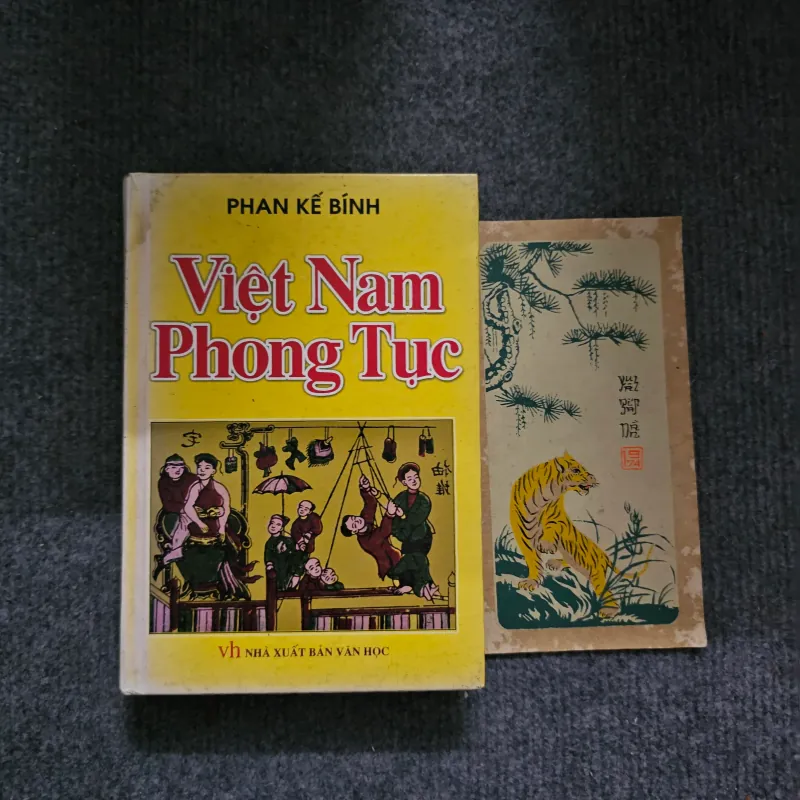 PHAN KẾ BÍNH
Việt Nam
Phong Tục
vh NHÀ XUẤT BẢN VĂN HỌC